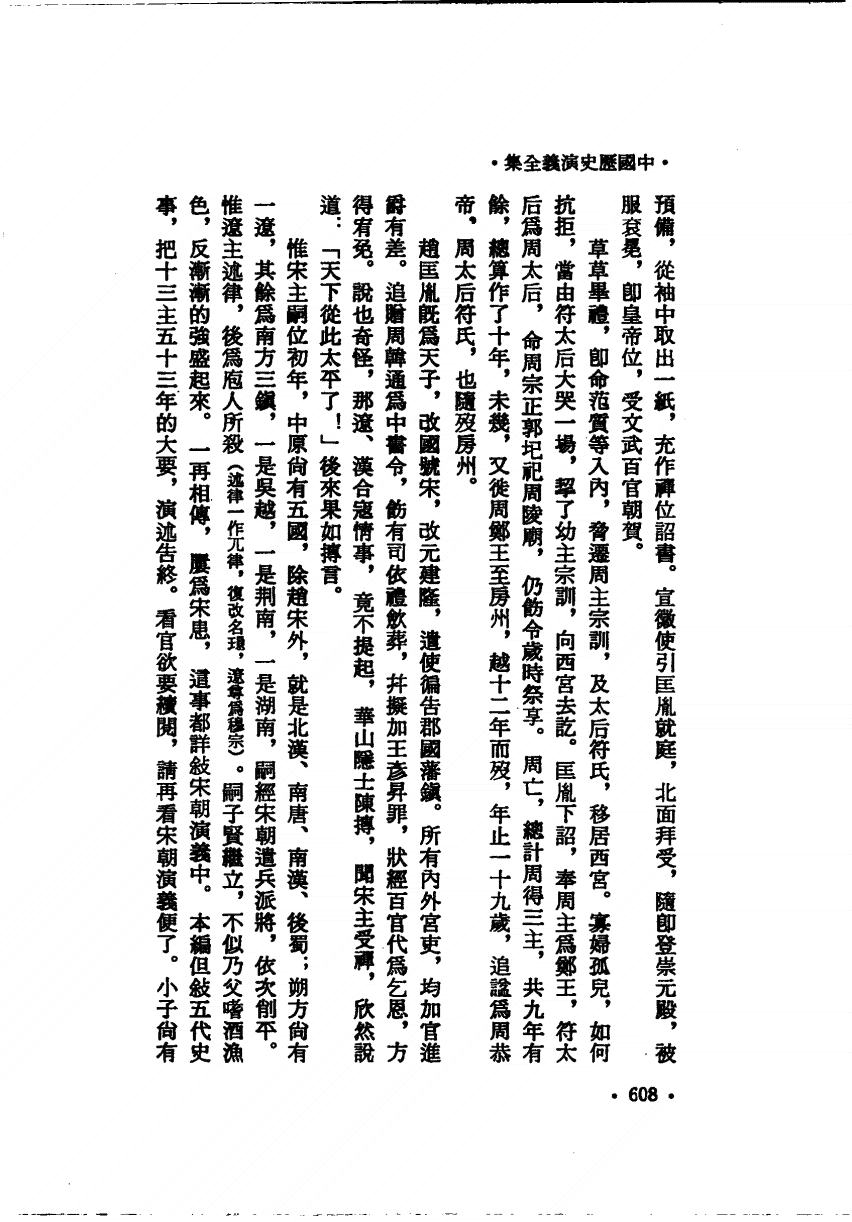 •中國歷史演義全集•
預備，從袖中取出一紙，充作禪位詔書。宣徽使引匡胤就庭，北面拜受，隨卽登崇元殿，被
服袞冕，卽皇帝位，受文武百官朝賀。
草草畢禮，卽命范質等入內，脅遷周主宗訓，及太后符氏，移居西宮。寡婦孤兒，如何
抗拒，當由符太后大哭一場，挈了幼主宗訓，向西宮去訖。匡胤下詔，奉周主爲鄭王，符太
后爲周太后，命周宗正郭玘祀周陵廟，仍飭令歲時祭享。周亡，總計周得三主，共九年有
餘，總算作了十年，未幾，又徙周鄭王至房州，越十二年而歿，年止一十九歲，追諡爲周恭
帝，周太后符氏，也隨歿房州。
趙匡胤既爲天子，改國號宋，改元建隆，遣使徧告郡國藩鎭。所有內外官吏，均加官進
爵有差。追贈周韓通爲中書令，飭有司依禮斂葬，幷擬加王彥昇罪，狀經百官代爲乞恩，方
得宥免。說也奇怪，那遼、漢合寇情事，竟不提起，華山隱士陳摶，聞宋主受禪，欣然說
道：「天下從此太平了！」後來果如摶言。
惟宋主嗣位初年，中原尙有五國，除趙宋外，就是北漢、南唐、南漢、後蜀；朔方尙有
一遼，其餘爲南方三鎭，一是吳越，一是荆南，一是湖南，嗣經宋朝遣兵派將，依次削平。
惟遼主述律，後爲庖人所殺（述律一作兀律，復改名璟，遼尊爲穆宗）。嗣子賢繼立，不似乃父嗜酒漁
色，反漸漸的強盛起來。一再相傳，屢爲宋患，這事都詳敍宋朝演義中。本編但敍五代史
事，把十三主五十三年的大要，演述吿終。看官欲要續閱，請再看宋朝演義便了。小子尙有
•608•